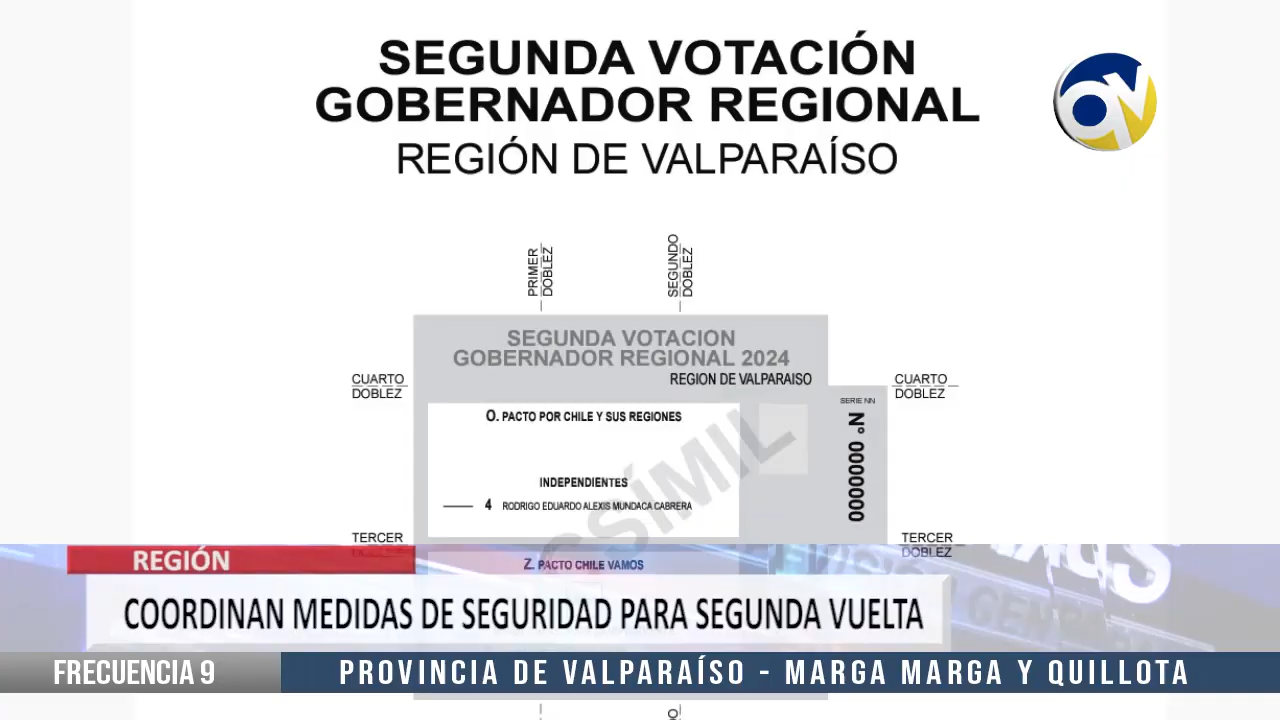 SEGUNDA VOTACIÓN
GOBERNADOR REGIONAL
REGIÓN DE VALPARAÍSO
PRIMER
DOBLEZ
SEGUNDO
DOBLEZ
SEGUNDA VOTACION
GOBERNADOR REGIONAL 2024
REGION DE VALPARAISO
CUARTO
DOBLEZ
CUARTO
DOBLEZ
SERIE NN
Nº 0000000
O. PACTO POR CHILE Y SUS REGIONES
INDEPENDIENTES
4 RODRIGO EDUARDO ALEXIS MUNDACA CABRERA
CSÍMIL
TERCER
DOBLEZ
TERCER
DOBLEZ
Z. PACTO CHILE VAMOS
REGIÓN
COORDINAN MEDIDAS DE SEGURIDAD PARA SEGUNDA VUELTA
FRECUENCIA 9
PROVINCIA DE VALPARAÍSO - MARGA MARGA Y QUILLOTA